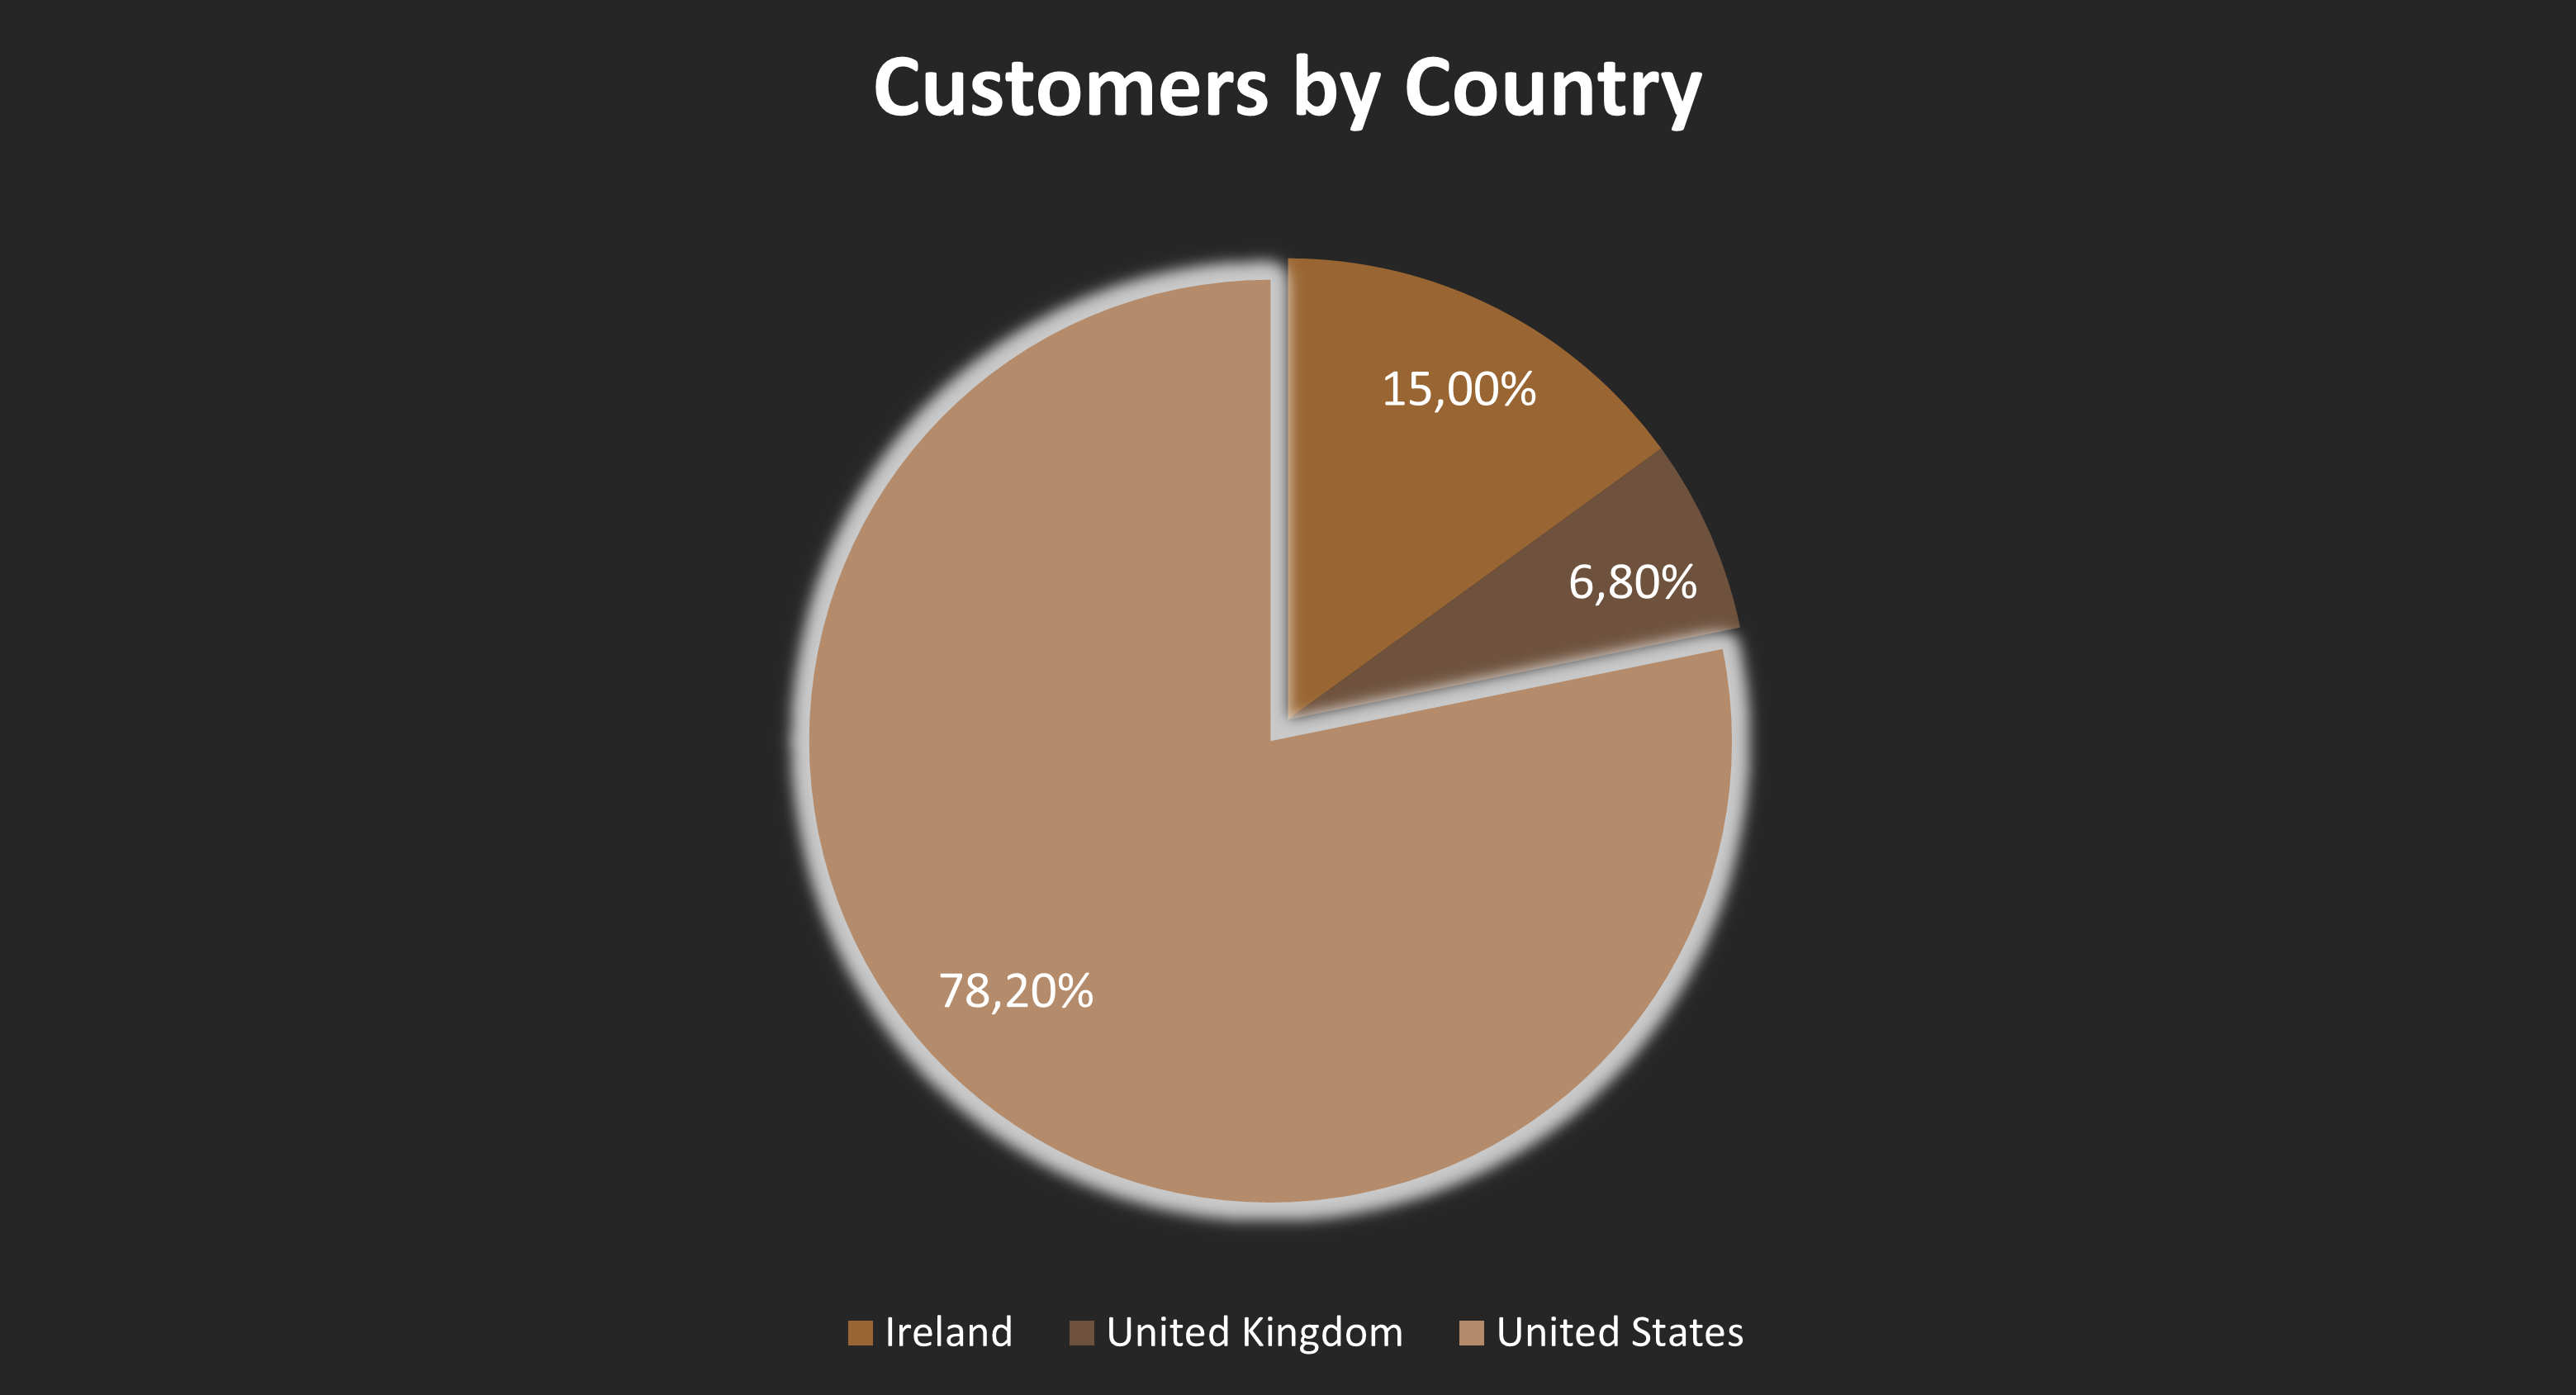 Customers by Country
15,00%
6,80%
78,20%
Ireland United Kingdom United States